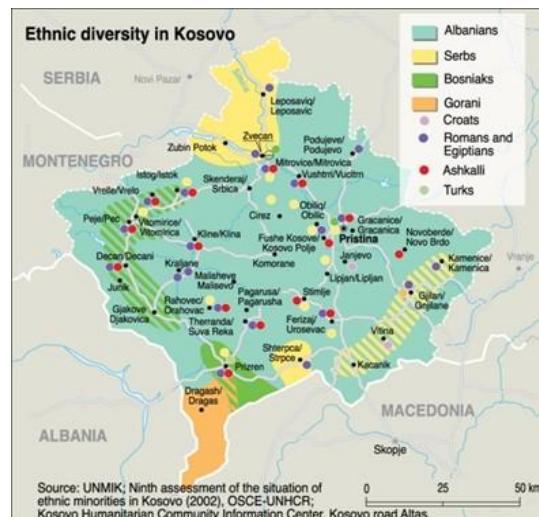 Ethnic diversity in Kosovo
Albanians
Serbs
Bosniaks
Gorani
Croats
Romans and
Egiptians
Ashkalli
Turks
SERBIA
Novi Pazar
MONTENEGRO
Leposaviq/
Leposavic
Zubin Potok
Zvecan
Podujeve/
Podujevo
Mitrovice/Mitrovica
Istog/Istok
Vushtrri/Vucitrn
Vrelle/Vrelo
Skenderaj/
Srbica
Obiliq/
Obilic
Gracanice/
Gracanica
Peje/Pec
Vitomirice/
Vitomirica
Cirez
Fushe Kosove/
Kosovo Polje
Pristina
Novoberde/
Novo Brdo
Kline/Klina
Janjevo
Decan/Decani
Komorane
Kamenice/
Kamenica
Vranje
Kraljane
Junik
Malisheve
Malisevo
Lipjan/Lipljan
Gjilan/
Gnjilane
Gjakove
Djakovica
Rahovec/
Orahovac
Pagarusa/
Pagarusha
Stimlje
Therranda/
Suva Reka
Ferizaj/
Urosevac
Vitina
Shterpca/
Strpce
Kacanik
Prizren
Dragash/
Dragas
MACEDONIA
ALBANIA
Skopje
Source: UNMIK; Ninth assessment of the situation of
ethnic minorities in Kosovo (2002), OSCE-UNHCR;
Kosovo Humanitarian Community Information Center, Kosovo road Altas.
0 25 50 km